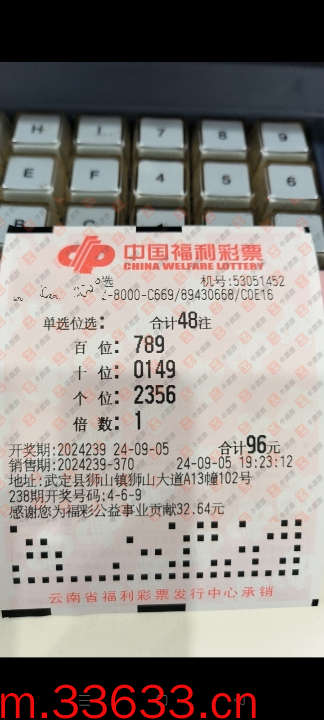 H I 7 8 9
E F 4 5 6
中国福利彩票
CHINA WELFARE LOTTERY
选 机号:53051452
-8000-C669/89430668/C0E16
单选位选: 合计48注
百 位: 789
十 位: 0149
个 位: 2356
倍 数: 1
开奖期:2024239 24-09-05 合计96元
销售期:2024239-370 24-09-05 19:23:12
地址:武定县狮山镇狮山大道A13幢102号
238期开奖号码:4-6-9
感谢您为福彩公益事业贡献32.64元
云南省福利彩票发行中心承销
m.33633.cn